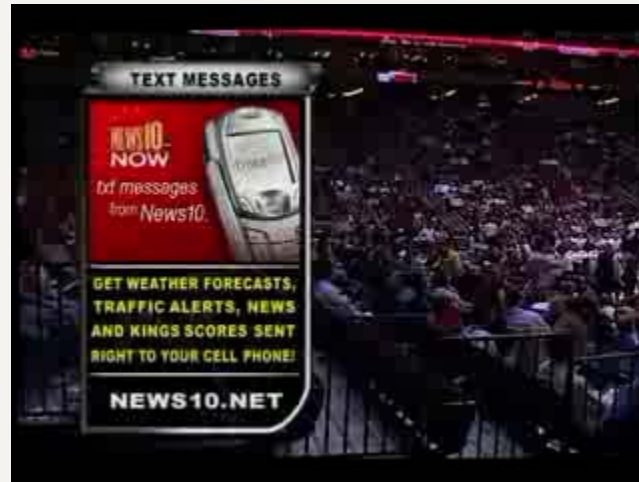 TEXT MESSAGES
NEWS10
NOW
txt messages
from News10.
GET WEATHER FORECASTS,
TRAFFIC ALERTS, NEWS
AND KINGS SCORES SENT
RIGHT TO YOUR CELL PHONE!
NEWS10.NET